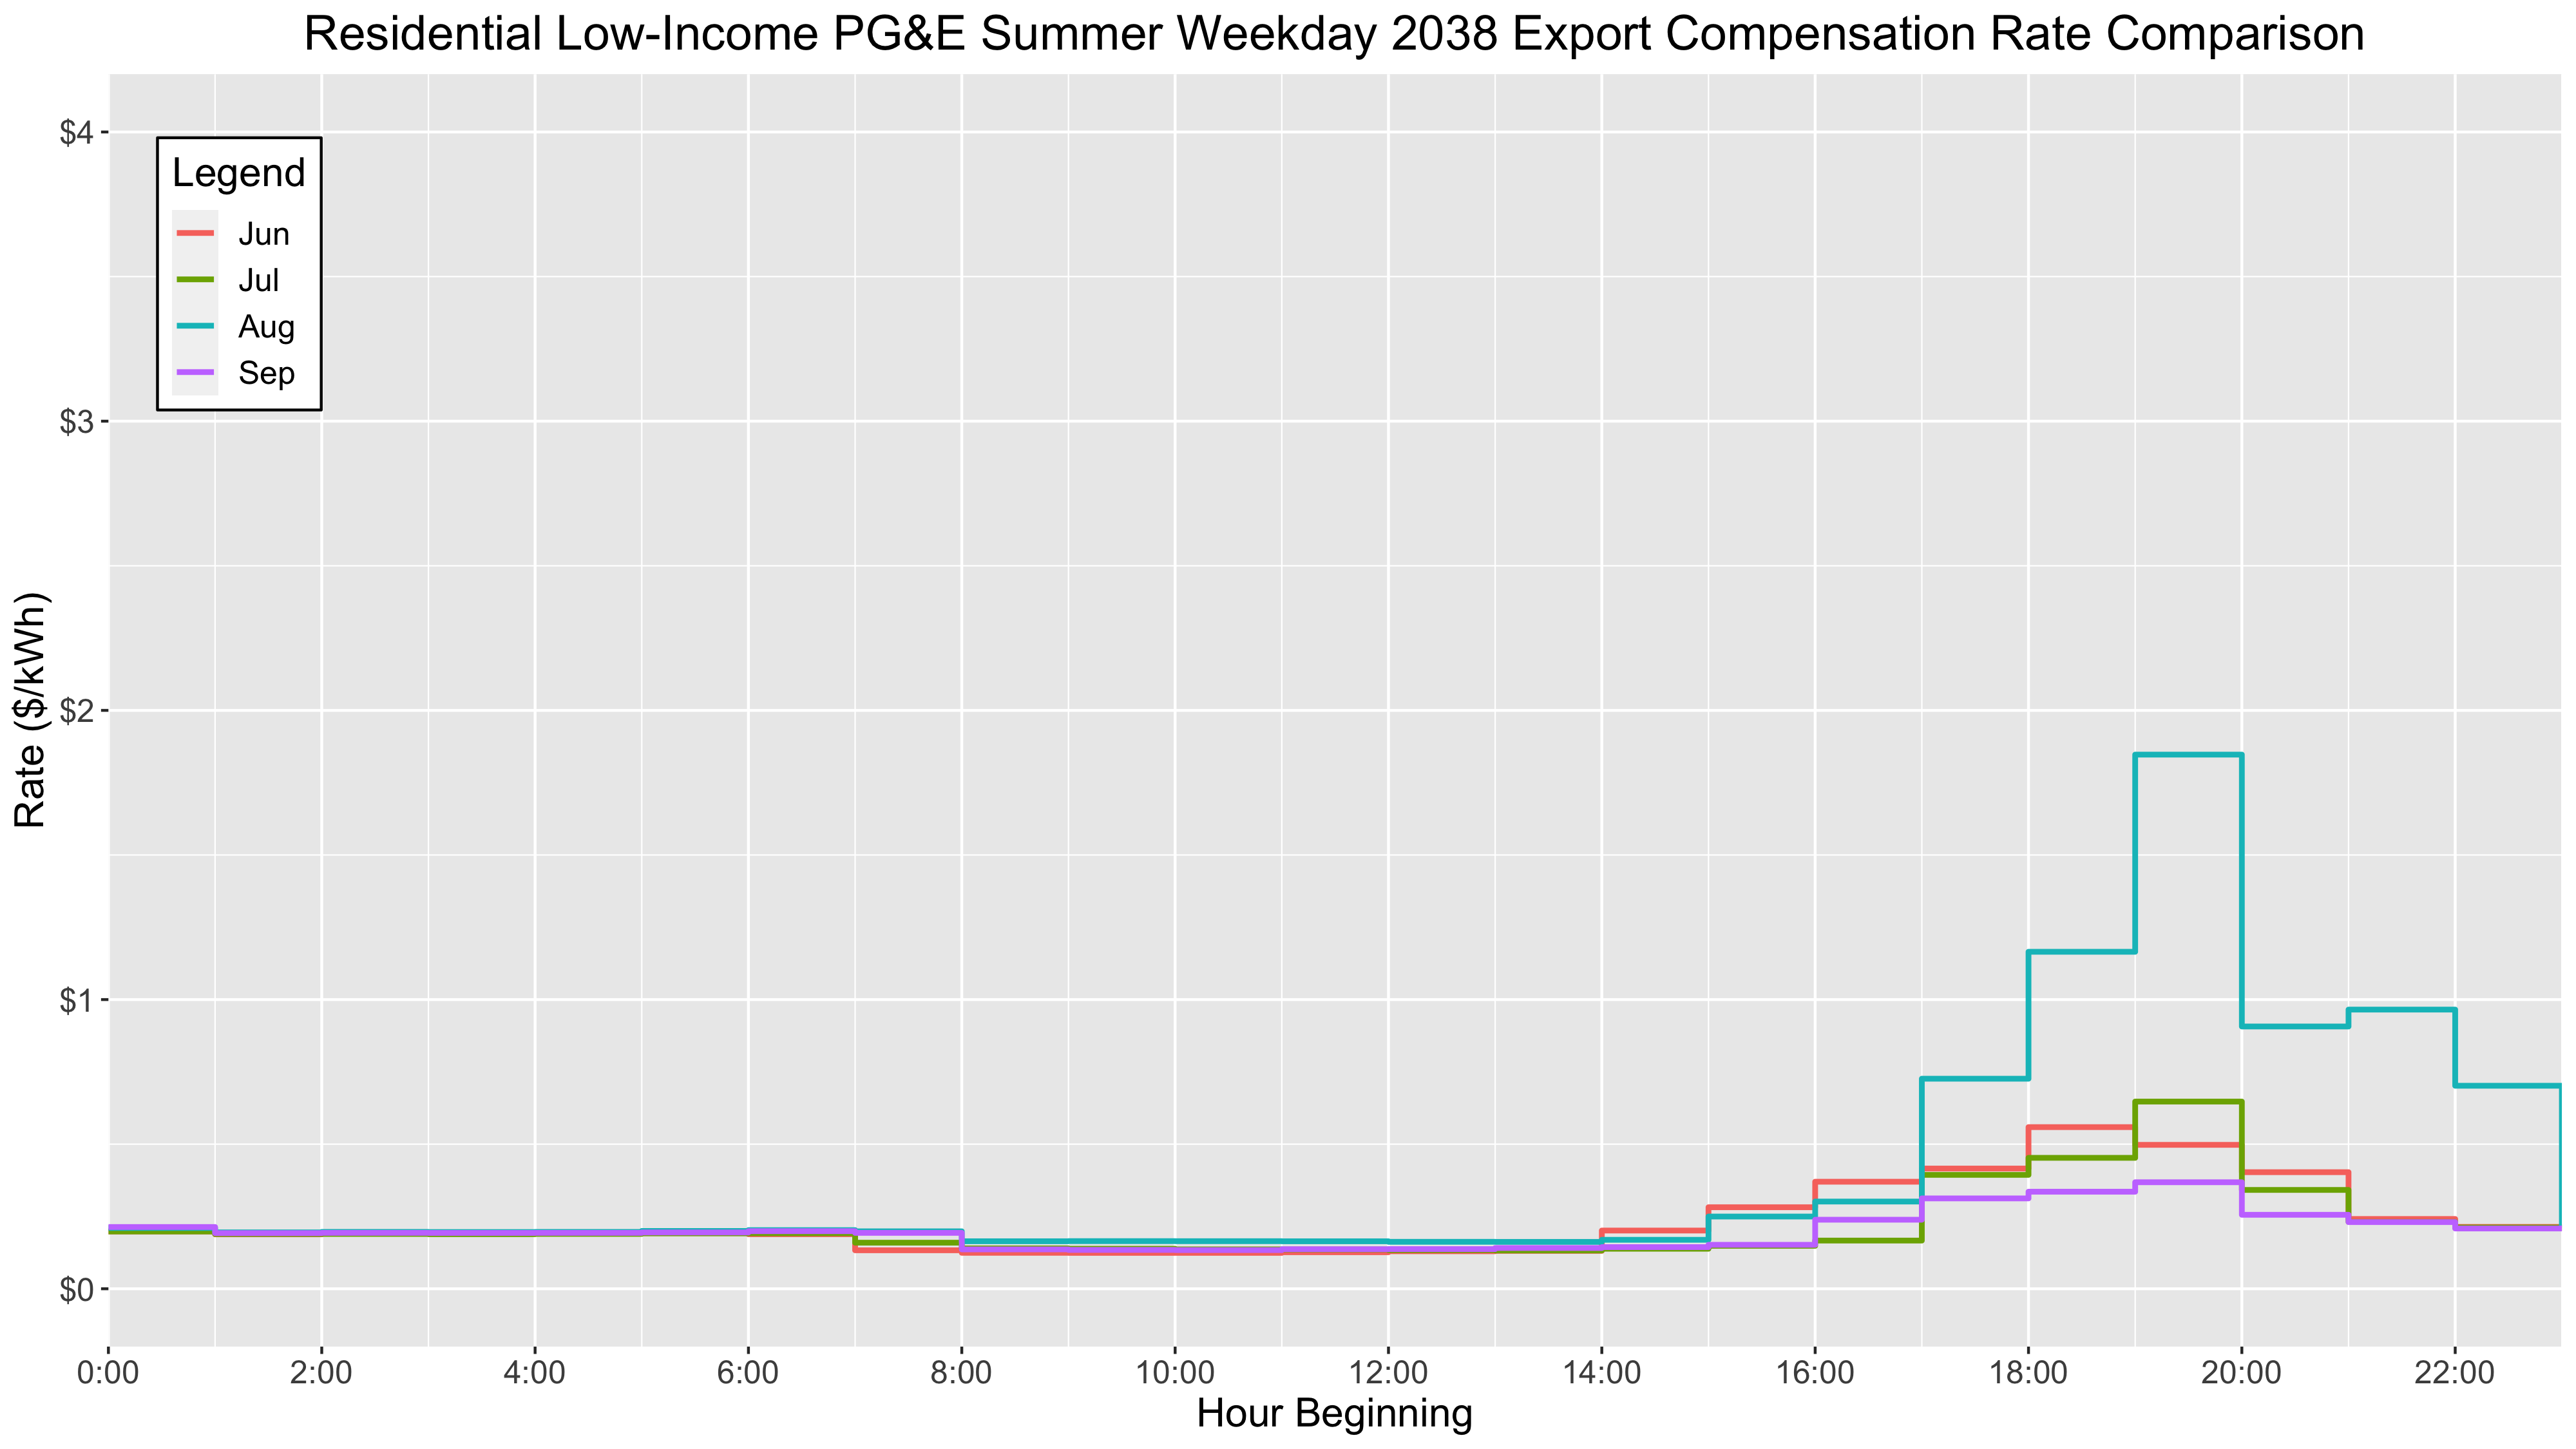 Residential Low-Income PG&E Summer Weekday 2038 Export Compensation Rate Comparison
$4
Legend
Jun
Jul
Aug
Sep
$3
Rate ($/kWh)
$2
$1
$0
0:00 2:00 4:00 6:00 8:00 10:00 12:00 14:00 16:00 18:00 20:00 22:00
Hour Beginning